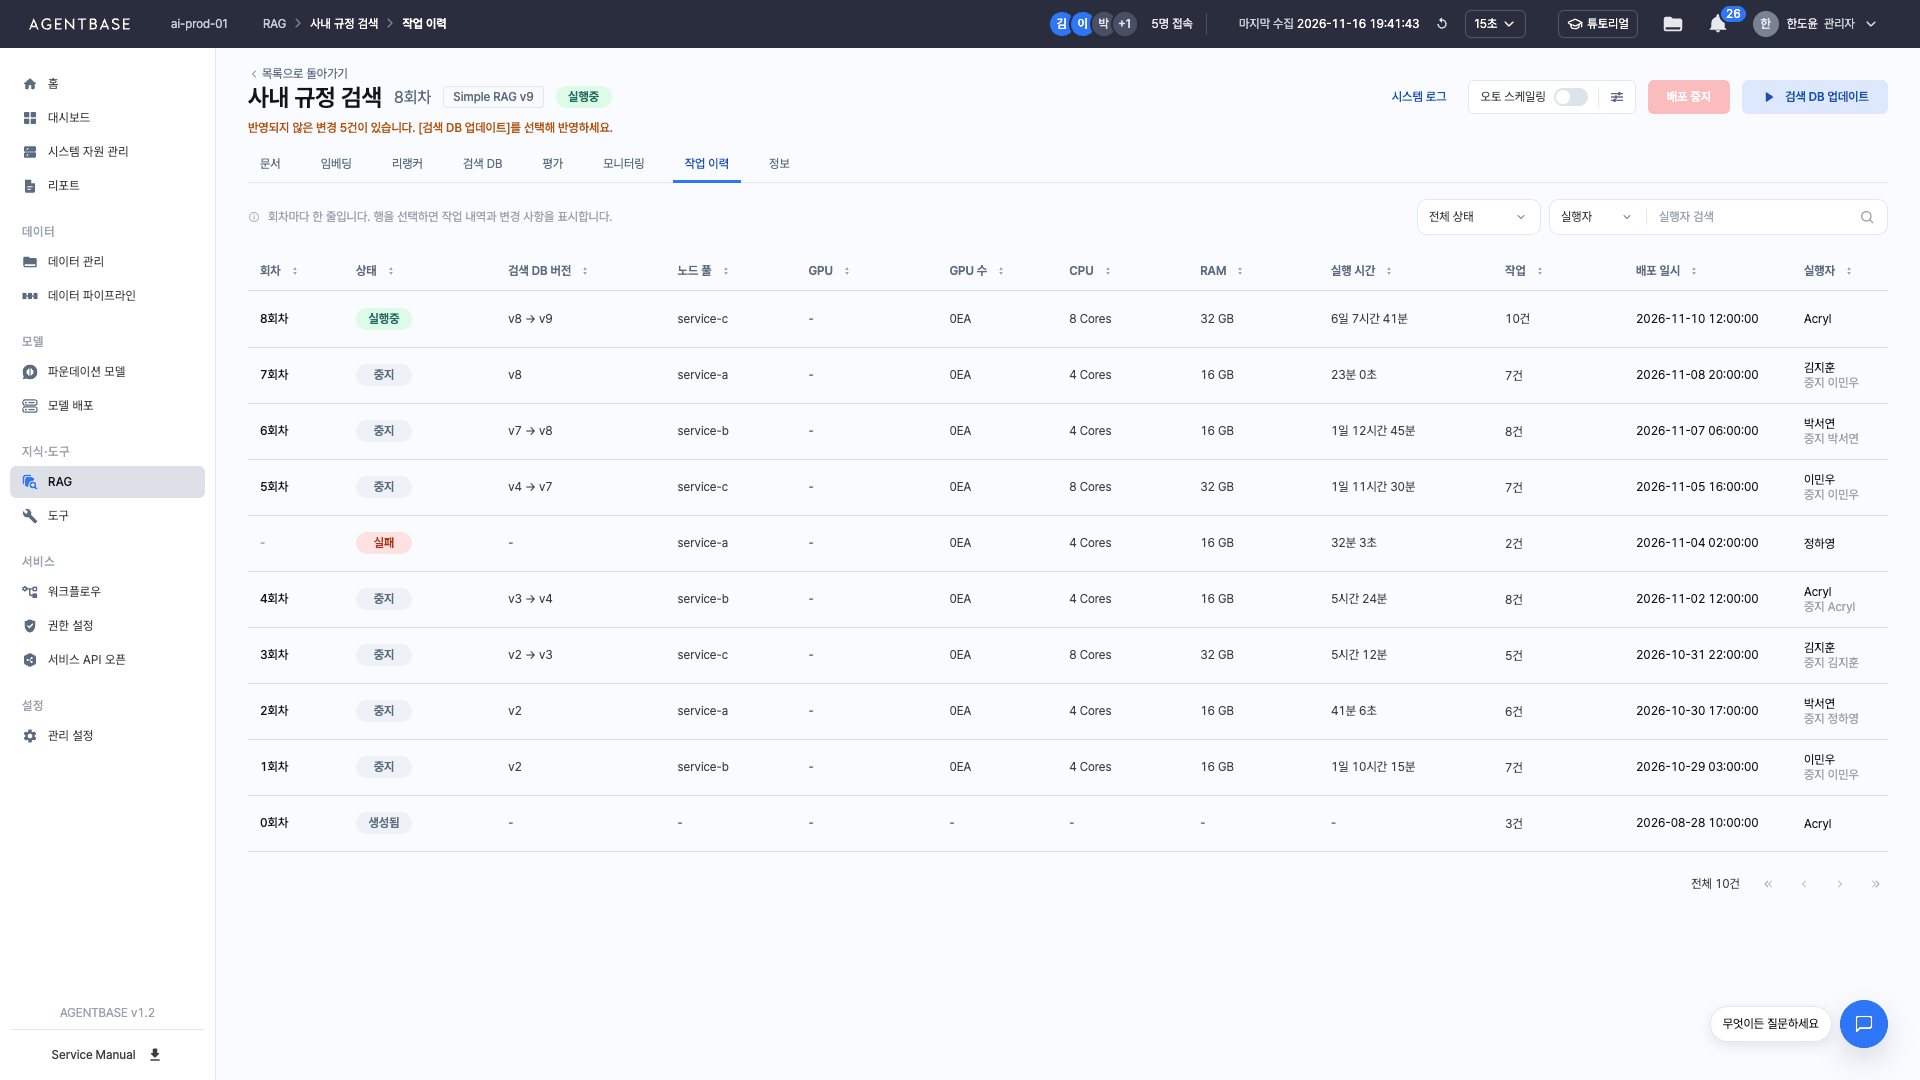 AGENTBASE
ai-prod-01
RAG > 사내 규정 검색 > 작업 이력
김 이 박 +1 5명 접속
마지막 수집 2026-11-16 19:41:43
15초
튜토리얼
26
한 한도윤 관리자
홈
대시보드
시스템 자원 관리
리포트
데이터
데이터 관리
데이터 파이프라인
모델
파운데이션 모델
모델 배포
지식·도구
RAG
도구
서비스
워크플로우
권한 설정
서비스 API 오픈
설정
관리 설정
AGENTBASE v1.2
Service Manual
목록으로 돌아가기
사내 규정 검색 8회차 Simple RAG v9 실행중
반영되지 않은 변경 5건이 있습니다. [검색 DB 업데이트]를 선택해 반영하세요.
시스템 로그
오토 스케일링
배포 중지
검색 DB 업데이트
문서 임베딩 리랭커 검색 DB 평가 모니터링 작업 이력 정보
회차마다 한 줄입니다. 행을 선택하면 작업 내역과 변경 사항을 표시합니다.
전체 상태
실행자
실행자 검색
회차 상태 검색 DB 버전 노드 풀 GPU GPU 수 CPU RAM 실행 시간 작업 배포 일시 실행자
8회차 실행중 v8 → v9 service-c - 0EA 8 Cores 32 GB 6일 7시간 41분 10건 2026-11-10 12:00:00 Acryl
7회차 중지 v8 service-a - 0EA 4 Cores 16 GB 23분 0초 7건 2026-11-08 20:00:00 김지훈
중지 이민우
6회차 중지 v7 → v8 service-b - 0EA 4 Cores 16 GB 1일 12시간 45분 8건 2026-11-07 06:00:00 박서연
중지 박서연
5회차 중지 v4 → v7 service-c - 0EA 8 Cores 32 GB 1일 11시간 30분 7건 2026-11-05 16:00:00 이민우
중지 이민우
- 실패 - service-a - 0EA 4 Cores 16 GB 32분 3초 2건 2026-11-04 02:00:00 정하영
4회차 중지 v3 → v4 service-b - 0EA 4 Cores 16 GB 5시간 24분 8건 2026-11-02 12:00:00 Acryl
중지 Acryl
3회차 중지 v2 → v3 service-c - 0EA 8 Cores 32 GB 5시간 12분 5건 2026-10-31 22:00:00 김지훈
중지 김지훈
2회차 중지 v2 service-a - 0EA 4 Cores 16 GB 41분 6초 6건 2026-10-30 17:00:00 박서연
중지 정하영
1회차 중지 v2 service-b - 0EA 4 Cores 16 GB 1일 10시간 15분 7건 2026-10-29 03:00:00 이민우
중지 이민우
0회차 생성됨 - - - - - - - 3건 2026-08-28 10:00:00 Acryl
전체 10건
무엇이든 질문하세요